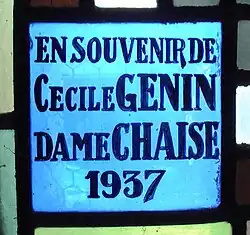 EN SOUVENIR DE
CECILE GENIN
DAME CHAISE
1937